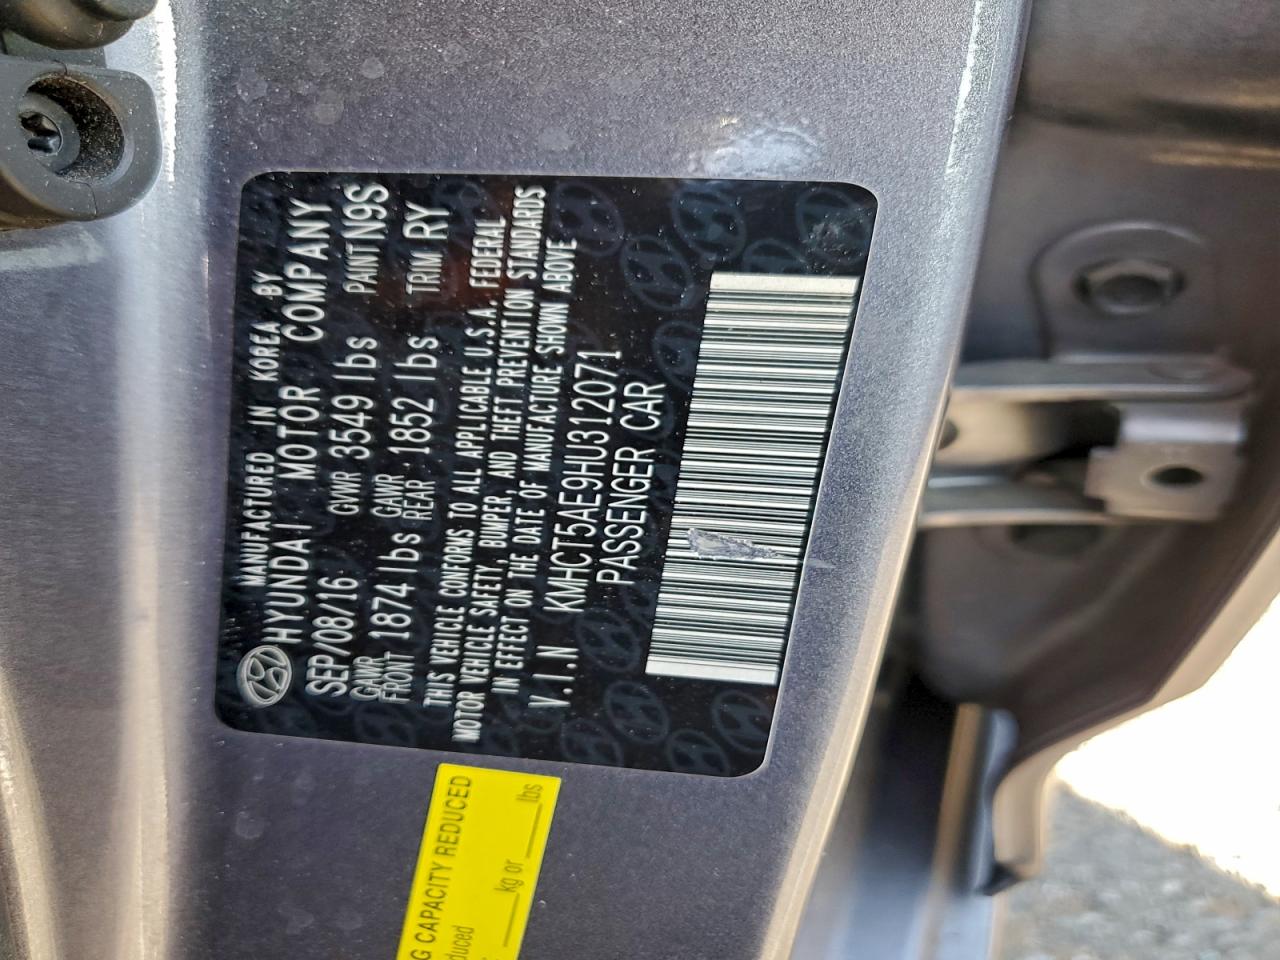 MANUFACTURED IN KOREA BY
HYUNDAI MOTOR COMPANY
SEP/08/16 GVWR 3549 lbs PAINT N9S
GAWR FRONT 1874 lbs GAWR REAR 1852 lbs TRIM RY
THIS VEHICLE CONFORMS TO ALL APPLICABLE U.S.A. FEDERAL
MOTOR VEHICLE SAFETY, BUMPER, AND THEFT PREVENTION STANDARDS
IN EFFECT ON THE DATE OF MANUFACTURE SHOWN ABOVE
V.I.N KMHCT5AE9HU312071
PASSENGER CAR
G CAPACITY REDUCED
duced
kg or lbs